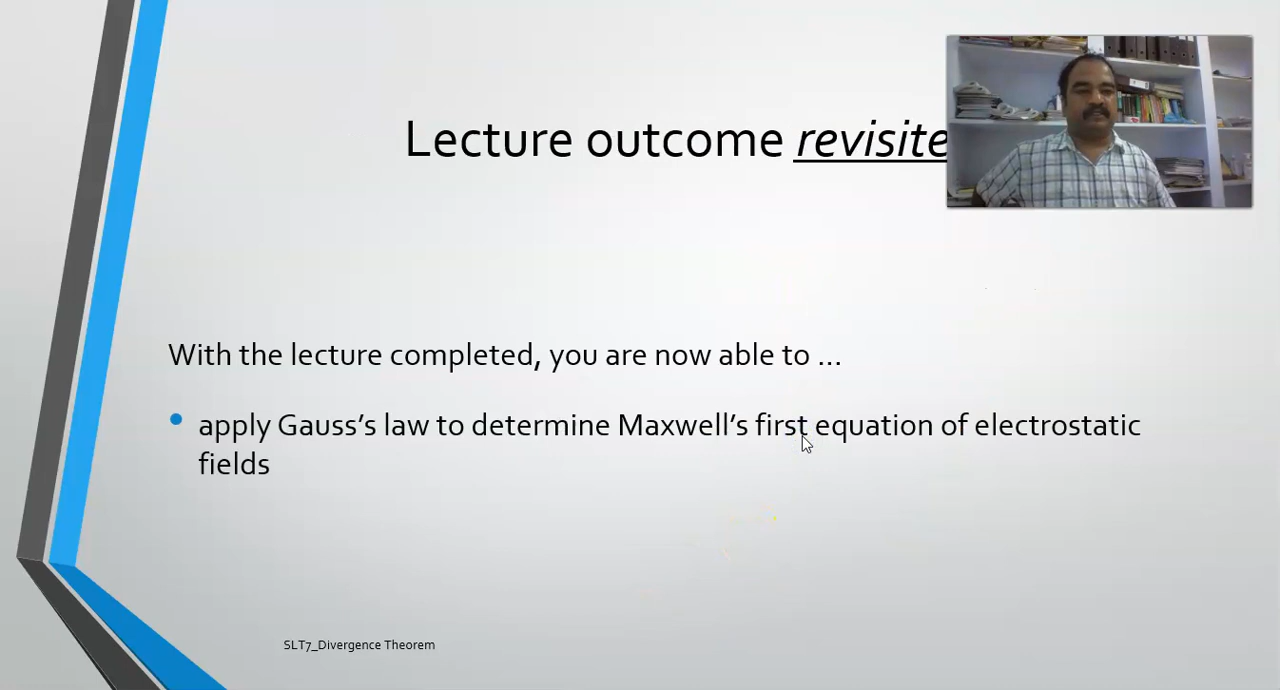 Lecture outcome revisite
With the lecture completed, you are now able to ...
apply Gauss’s law to determine Maxwell’s first equation of electrostatic
fields
SLT7_Divergence Theorem